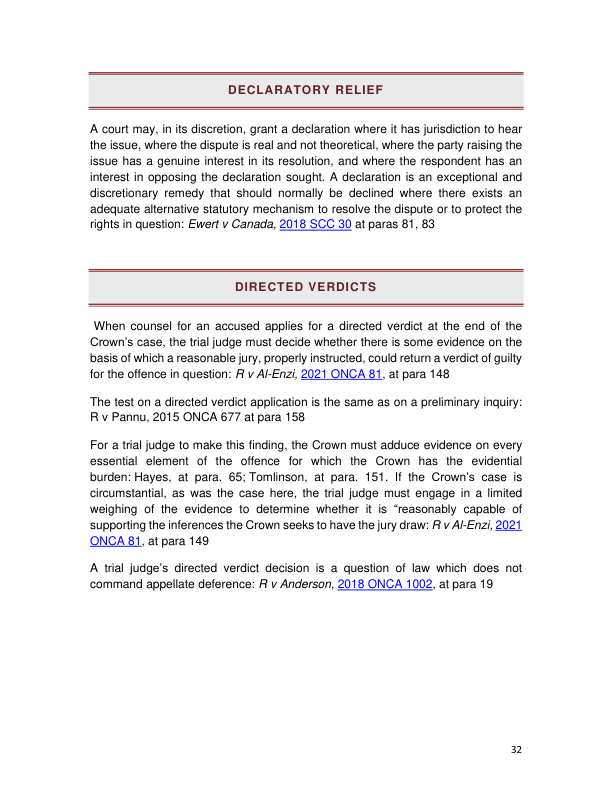 DECLARATORY RELIEF
A court may, in its discretion, grant a declaration where it has jurisdiction to hear
the issue, where the dispute is real and not theoretical, where the party raising the
issue has a genuine interest in its resolution, and where the respondent has an
interest in opposing the declaration sought. A declaration is an exceptional and
discretionary remedy that should normally be declined where there exists an
adequate alternative statutory mechanism to resolve the dispute or to protect the
rights in question: Ewert v Canada, 2018 SCC 30 at paras 81, 83
DIRECTED VERDICTS
When counsel for an accused applies for a directed verdict at the end of the
Crown’s case, the trial judge must decide whether there is some evidence on the
basis of which a reasonable jury, properly instructed, could return a verdict of guilty
for the offence in question: R v Al-Enzi, 2021 ONCA 81, at para 148
The test on a directed verdict application is the same as on a preliminary inquiry:
R v Pannu, 2015 ONCA 677 at para 158
For a trial judge to make this finding, the Crown must adduce evidence on every
essential element of the offence for which the Crown has the evidential
burden: Hayes, at para. 65; Tomlinson, at para. 151. If the Crown’s case is
circumstantial, as was the case here, the trial judge must engage in a limited
weighing of the evidence to determine whether it is “reasonably capable of
supporting the inferences the Crown seeks to have the jury draw: R v Al-Enzi, 2021
ONCA 81, at para 149
A trial judge’s directed verdict decision is a question of law which does not
command appellate deference: R v Anderson, 2018 ONCA 1002, at para 19
32